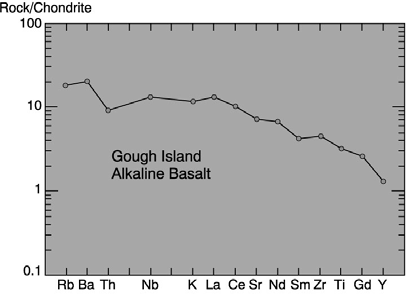 Rock/Chondrite
100
10
1
0.1
Gough Island
Alkaline Basalt
Rb Ba Th Nb K La Ce Sr Nd Sm Zr Ti Gd Y